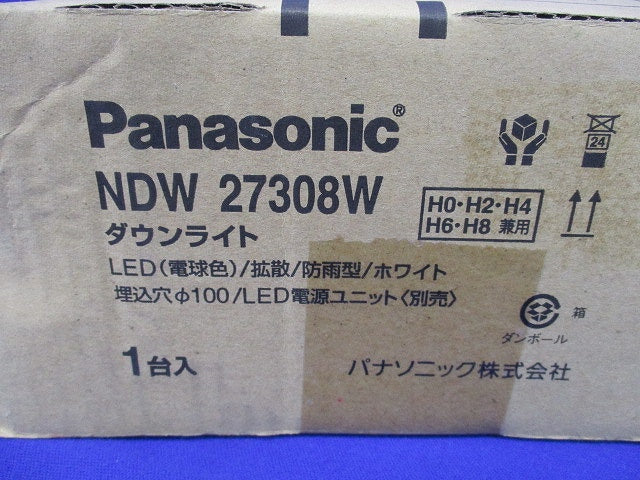 Panasonic®
NDW 27308W
ダウンライト
LED(電球色)/拡散/防雨型/ホワイト
埋込穴φ100/LED電源ユニット〈別売〉
1台入
H0・H2・H4
H6・H8 兼用
24
箱
ダンボール
パナソニック株式会社